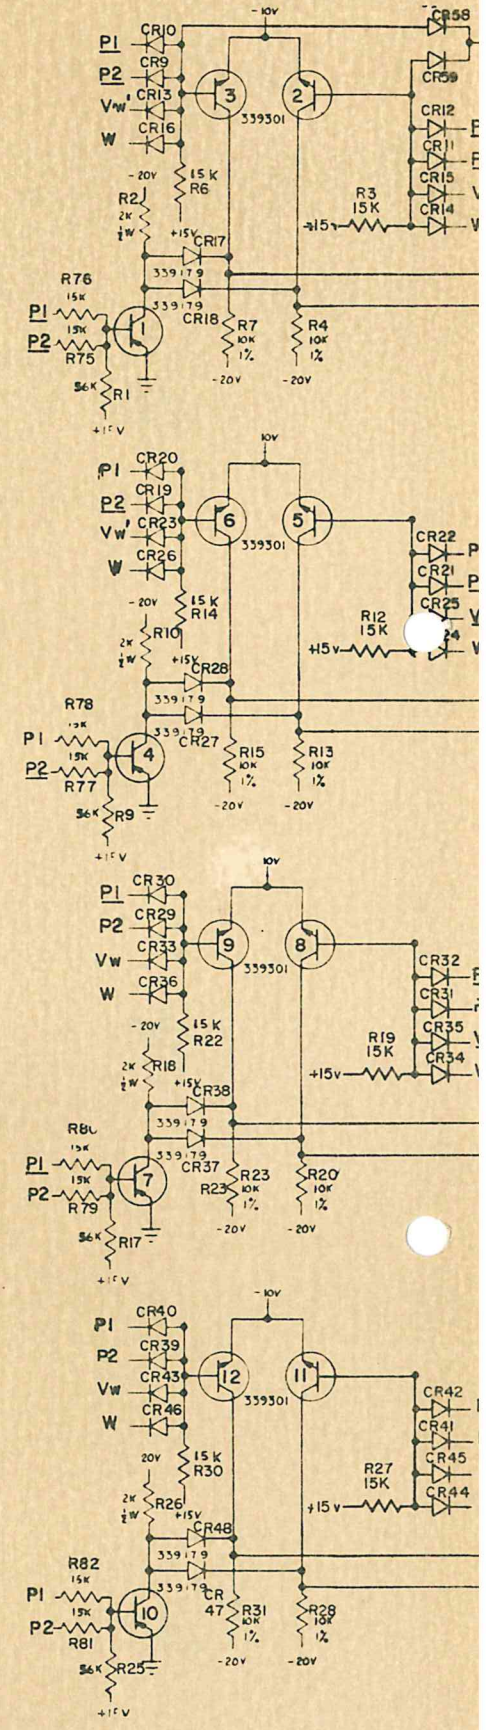 -10V
CR58
P1
CR10
P2
CR9
CR59
Vw'
CR13
3
2
339301
CR12
P
W
CR16
CR11
P
CR15
V
-20V
15K
R6
R3
15K
CR14
W
R2
2K
½W
+15V
+15V
CR17
339179
R76
15K
339179
P1
CR18
P2
15K
1
R7
10K
1%
R4
10K
1%
R75
56K
R1
-20V
-20V
+15V
10V
P1
CR20
P2
CR19
Vw'
CR23
6
5
339301
CR22
P
W
CR26
CR21
P
CR25
V
-20V
15K
R14
R12
15K
24
W
R10
2K
½W
+15V
+15V
CR28
R78
15K
339179
339179
P1
CR27
P2
15K
4
R15
10K
1%
R13
10K
1%
R77
56K
R9
-20V
-20V
+15V
10V
P1
CR30
P2
CR29
Vw
CR33
9
8
339301
CR32
P
W
CR36
CR31
CR35
V
-20V
15K
R22
R19
15K
CR34
R18
2K
½W
+15V
+15V
CR38
R80
15K
339179
339179
P1
CR37
P2
15K
7
R23
R23
10K
1%
R20
10K
1%
R79
56K
R17
-20V
-20V
+15V
-10V
P1
CR40
P2
CR39
Vw
CR43
12
11
339301
CR42
W
CR46
CR41
CR45
20V
15K
R30
R27
15K
CR44
R26
2K
½W
+15V
+15V
CR48
R82
15K
339179
339179
P1
CR
47
P2
15K
10
R31
10K
1%
R28
10K
1%
R81
56K
R25
-20V
-20V
+15V